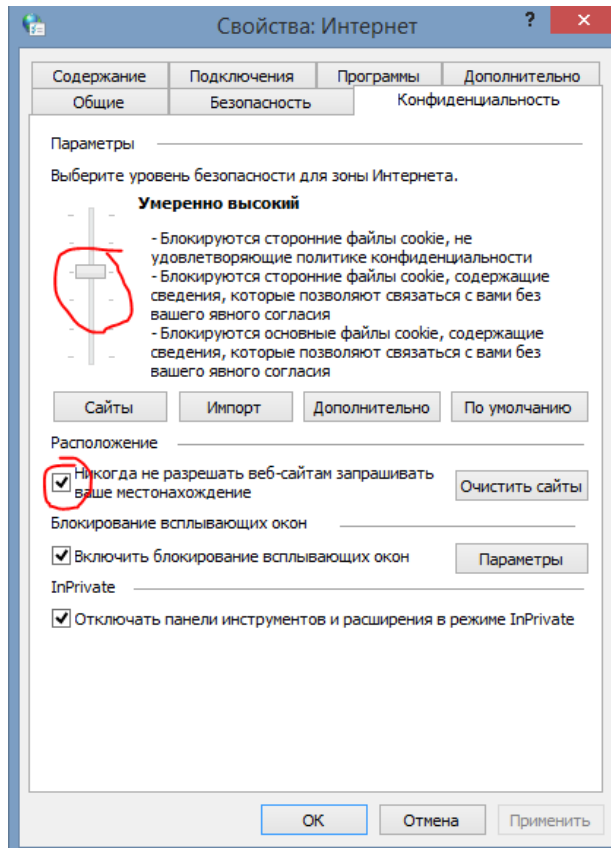 Свойства: Интернет
?
Содержание Подключения Программы Дополнительно
Общие Безопасность Конфиденциальность
Параметры
Выберите уровень безопасности для зоны Интернета.
Умеренно высокий
- Блокируются сторонние файлы cookie, не
удовлетворяющие политике конфиденциальности
- Блокируются сторонние файлы cookie, содержащие
сведения, которые позволяют связаться с вами без
вашего явного согласия
- Блокируются основные файлы cookie, содержащие
сведения, которые позволяют связаться с вами без
вашего явного согласия
Сайты Импорт Дополнительно По умолчанию
Расположение
Никогда не разрешать веб-сайтам запрашивать
ваше местонахождение
Очистить сайты
Блокирование всплывающих окон
Включить блокирование всплывающих окон
Параметры
InPrivate
Отключать панели инструментов и расширения в режиме InPrivate
ОК Отмена Применить